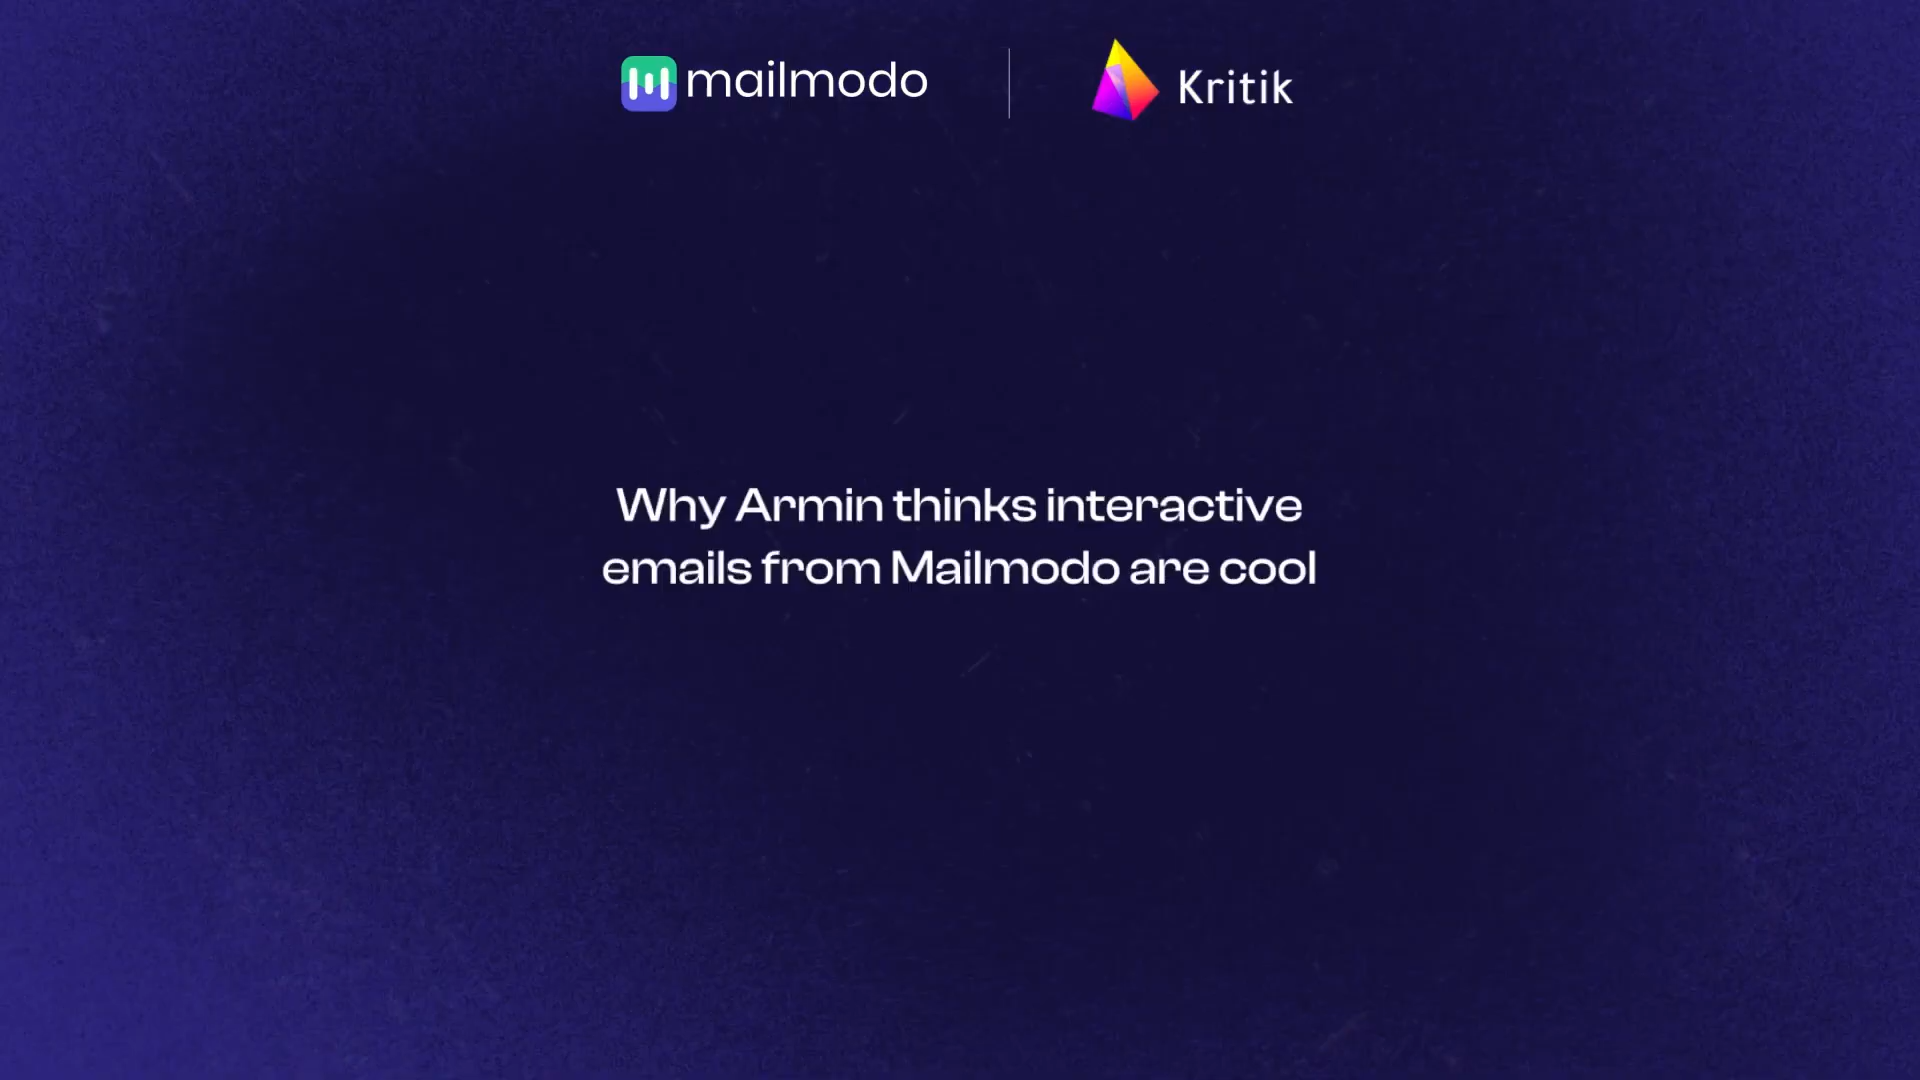 mailmodo
Kritik
Why Armin thinks interactive
emails from Mailmodo are cool